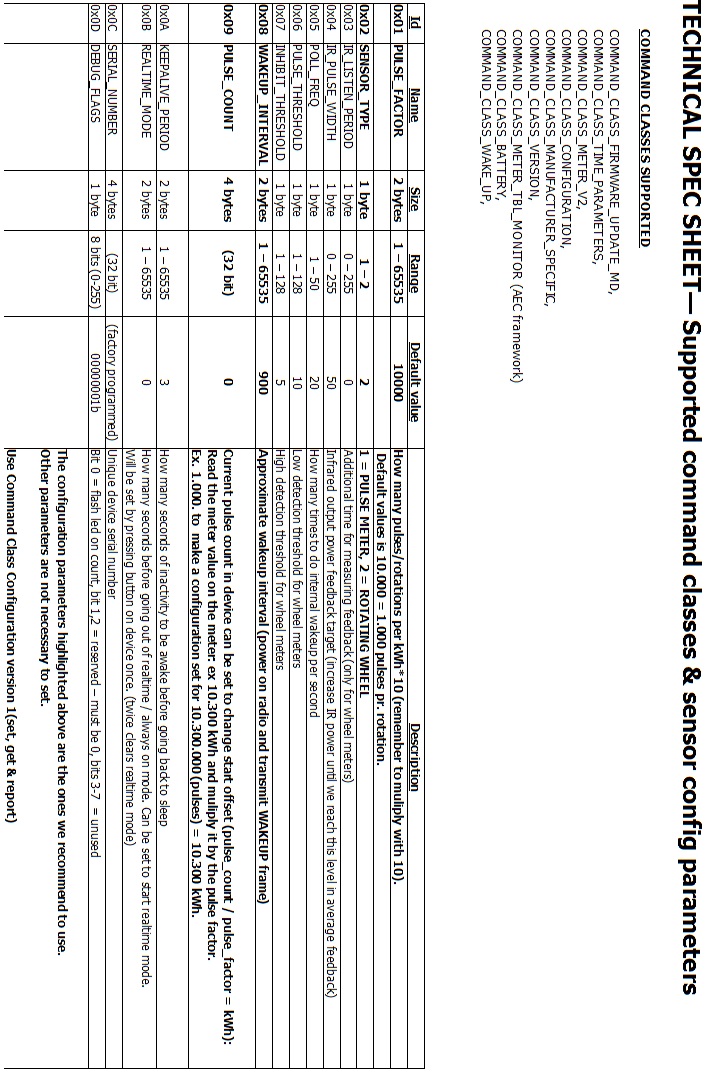 TECHNICAL SPEC SHEET— Supported command classes & sensor config parameters
COMMAND CLASSES SUPPORTED
COMMAND_CLASS_FIRMWARE_UPDATE_MD,
COMMAND_CLASS_TIME_PARAMETERS,
COMMAND_CLASS_METER_V2,
COMMAND_CLASS_CONFIGURATION,
COMMAND_CLASS_MANUFACTURER_SPECIFIC,
COMMAND_CLASS_VERSION,
COMMAND_CLASS_METER_TBL_MONITOR (AEC framework)
COMMAND_CLASS_BATTERY,
COMMAND_CLASS_WAKE_UP,
Id Name Size Range Default value Description
0x01 PULSE_FACTOR 2 bytes 1 – 65535 10000 How many pulses/rotations per kWh*10 (remember to muliply with 10).
Default values is 10.000 = 1.000 pulses pr. rotation.
0x02 SENSOR_TYPE 1 byte 1 – 2 2 1 = PULSE METER, 2 = ROTATING WHEEL
0x03 IR_LISTEN_PERIOD 1 byte 0 – 255 0 Additional time for measuring feedback (only for wheel meters)
0x04 IR_PULSE_WIDTH 1 byte 0 – 255 50 Infrared output power feedback target (increase IR power until we reach this level in average feedback)
0x05 POLL_FREQ 1 byte 1 – 50 20 How many times to do internal wakeup per second
0x06 PULSE_THRESHOLD 1 byte 1 – 128 10 Low detection threshold for wheel meters
0x07 INHIBIT_THRESHOLD 1 byte 1 – 128 5 High detection threshold for wheel meters
0x08 WAKEUP_INTERVAL 2 bytes 1 – 65535 900 Approximate wakeup interval (power on radio and transmit WAKEUP frame)
0x09 PULSE_COUNT 4 bytes (32 bit) 0 Current pulse count in device can be set to change start offset (pulse_count / pulse_factor = kWh):
Read the meter value on the meter: ex 10.300 kWh and muliply it by the pulse factor.
Ex. 1.000. to make a configuration set for 10.300.000 (pulses) = 10.300 kWh.
0x0A KEEPALIVE_PERIOD 2 bytes 1 – 65535 3 How many seconds of inactivity to be awake before going back to sleep
0x0B REALTIME_MODE 2 bytes 1 – 65535 0 How many seconds before going out of realtime / always on mode. Can be set to start realtime mode.
Will be set by pressing button on device once. (twice clears realtime mode)
0x0C SERIAL_NUMBER 4 bytes (32 bit) (factory programmed) Unique device serial number
0x0D DEBUG_FLAGS 1 byte 8 bits (0-255) 00000001b Bit 0 = flash led on count, bit 1,2 = reserved – must be 0, bits 3-7 = unused
The configuration parameters highlighted above are the ones we recommend to use.
Other parameters are not necessary to set.
Use Command Class Configuration version 1(set, get & report)